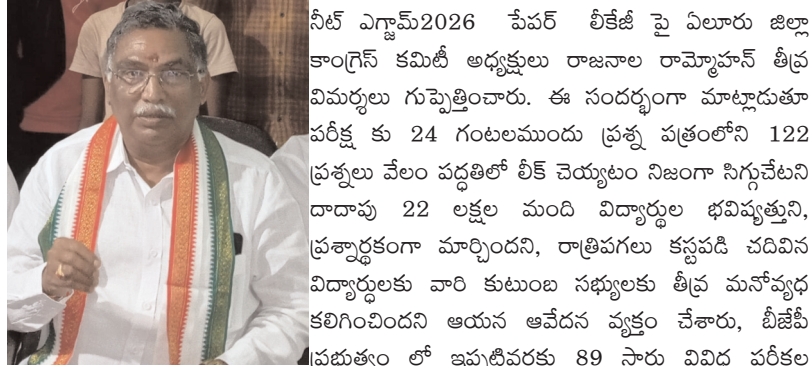 నీట్ ఎగ్జామ్2026 పేపర్ లీకేజీ పై ఏలూరు జిల్లా
కాంగ్రెస్ కమిటీ అధ్యక్షులు రాజనాల రామ్మోహన్ తీవ్ర
విమర్శలు గుప్పెత్తించారు. ఈ సందర్భంగా మాట్లాడుతూ
పరీక్ష కు 24 గంటలముందు ప్రశ్న పత్రంలోని 122
ప్రశ్నలు వేలం పద్ధతిలో లీక్ చెయ్యటం నిజంగా సిగ్గుచేటని
దాదాపు 22 లక్షల మంది విద్యార్థుల భవిష్యత్తుని,
ప్రశ్నార్థకంగా మార్చిందని, రాత్రిపగలు కస్టపడి చదివిన
విద్యార్థులకు వారి కుటుంబ సభ్యులకు తీవ్ర మనోవ్యధ
కలిగించిందని ఆయన ఆవేదన వ్యక్తం చేశారు, బీజేపీ
ప్రభుత్వం లో ఇప్పటివరకు 89 సార్లు వివిధ పరీక్షల